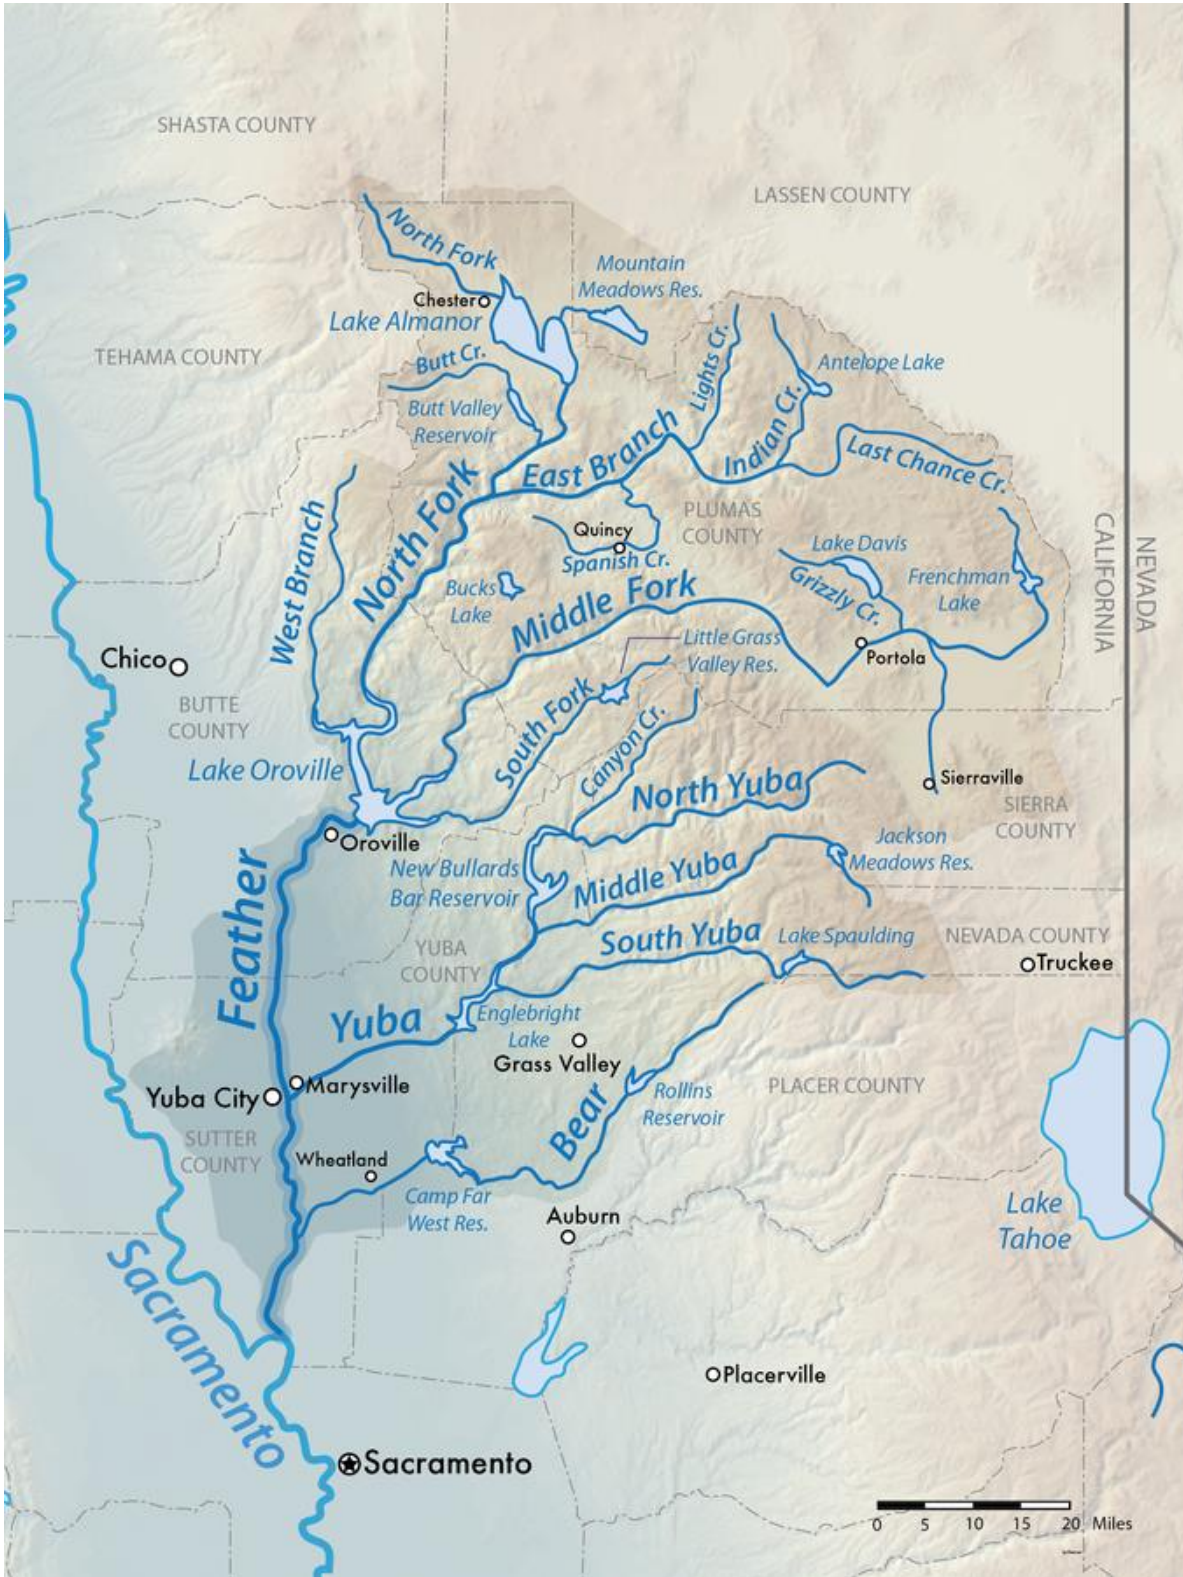 SHASTA COUNTY
LASSEN COUNTY
North Fork
Mountain
Meadows Res.
Chester
Lake Almanor
TEHAMA COUNTY
Butt Cr.
Lights Cr.
Antelope Lake
Butt Valley
Reservoir
Indian Cr.
East Branch
Last Chance Cr.
North Fork
West Branch
PLUMAS
COUNTY
Quincy
Spanish Cr.
Lake Davis
Grizzly Cr.
Frenchman
Lake
CALIFORNIA
NEVADA
Bucks
Lake
Middle Fork
Little Grass
Valley Res.
Portola
Chico
BUTTE
COUNTY
South Fork
Canyon Cr.
Lake Oroville
North Yuba
Sierraville
SIERRA
COUNTY
Oroville
Jackson
Meadows Res.
New Bullards
Bar Reservoir
Middle Yuba
Feather
YUBA
COUNTY
South Yuba
Lake Spaulding
NEVADA COUNTY
Truckee
Yuba
Englebright
Lake
Grass Valley
Marysville
Yuba City
PLACER COUNTY
Rollins
Reservoir
Bear
SUTTER
COUNTY
Wheatland
Camp Far
West Res.
Auburn
Lake
Tahoe
Sacramento
Placerville
Sacramento
0 5 10 15 20 Miles